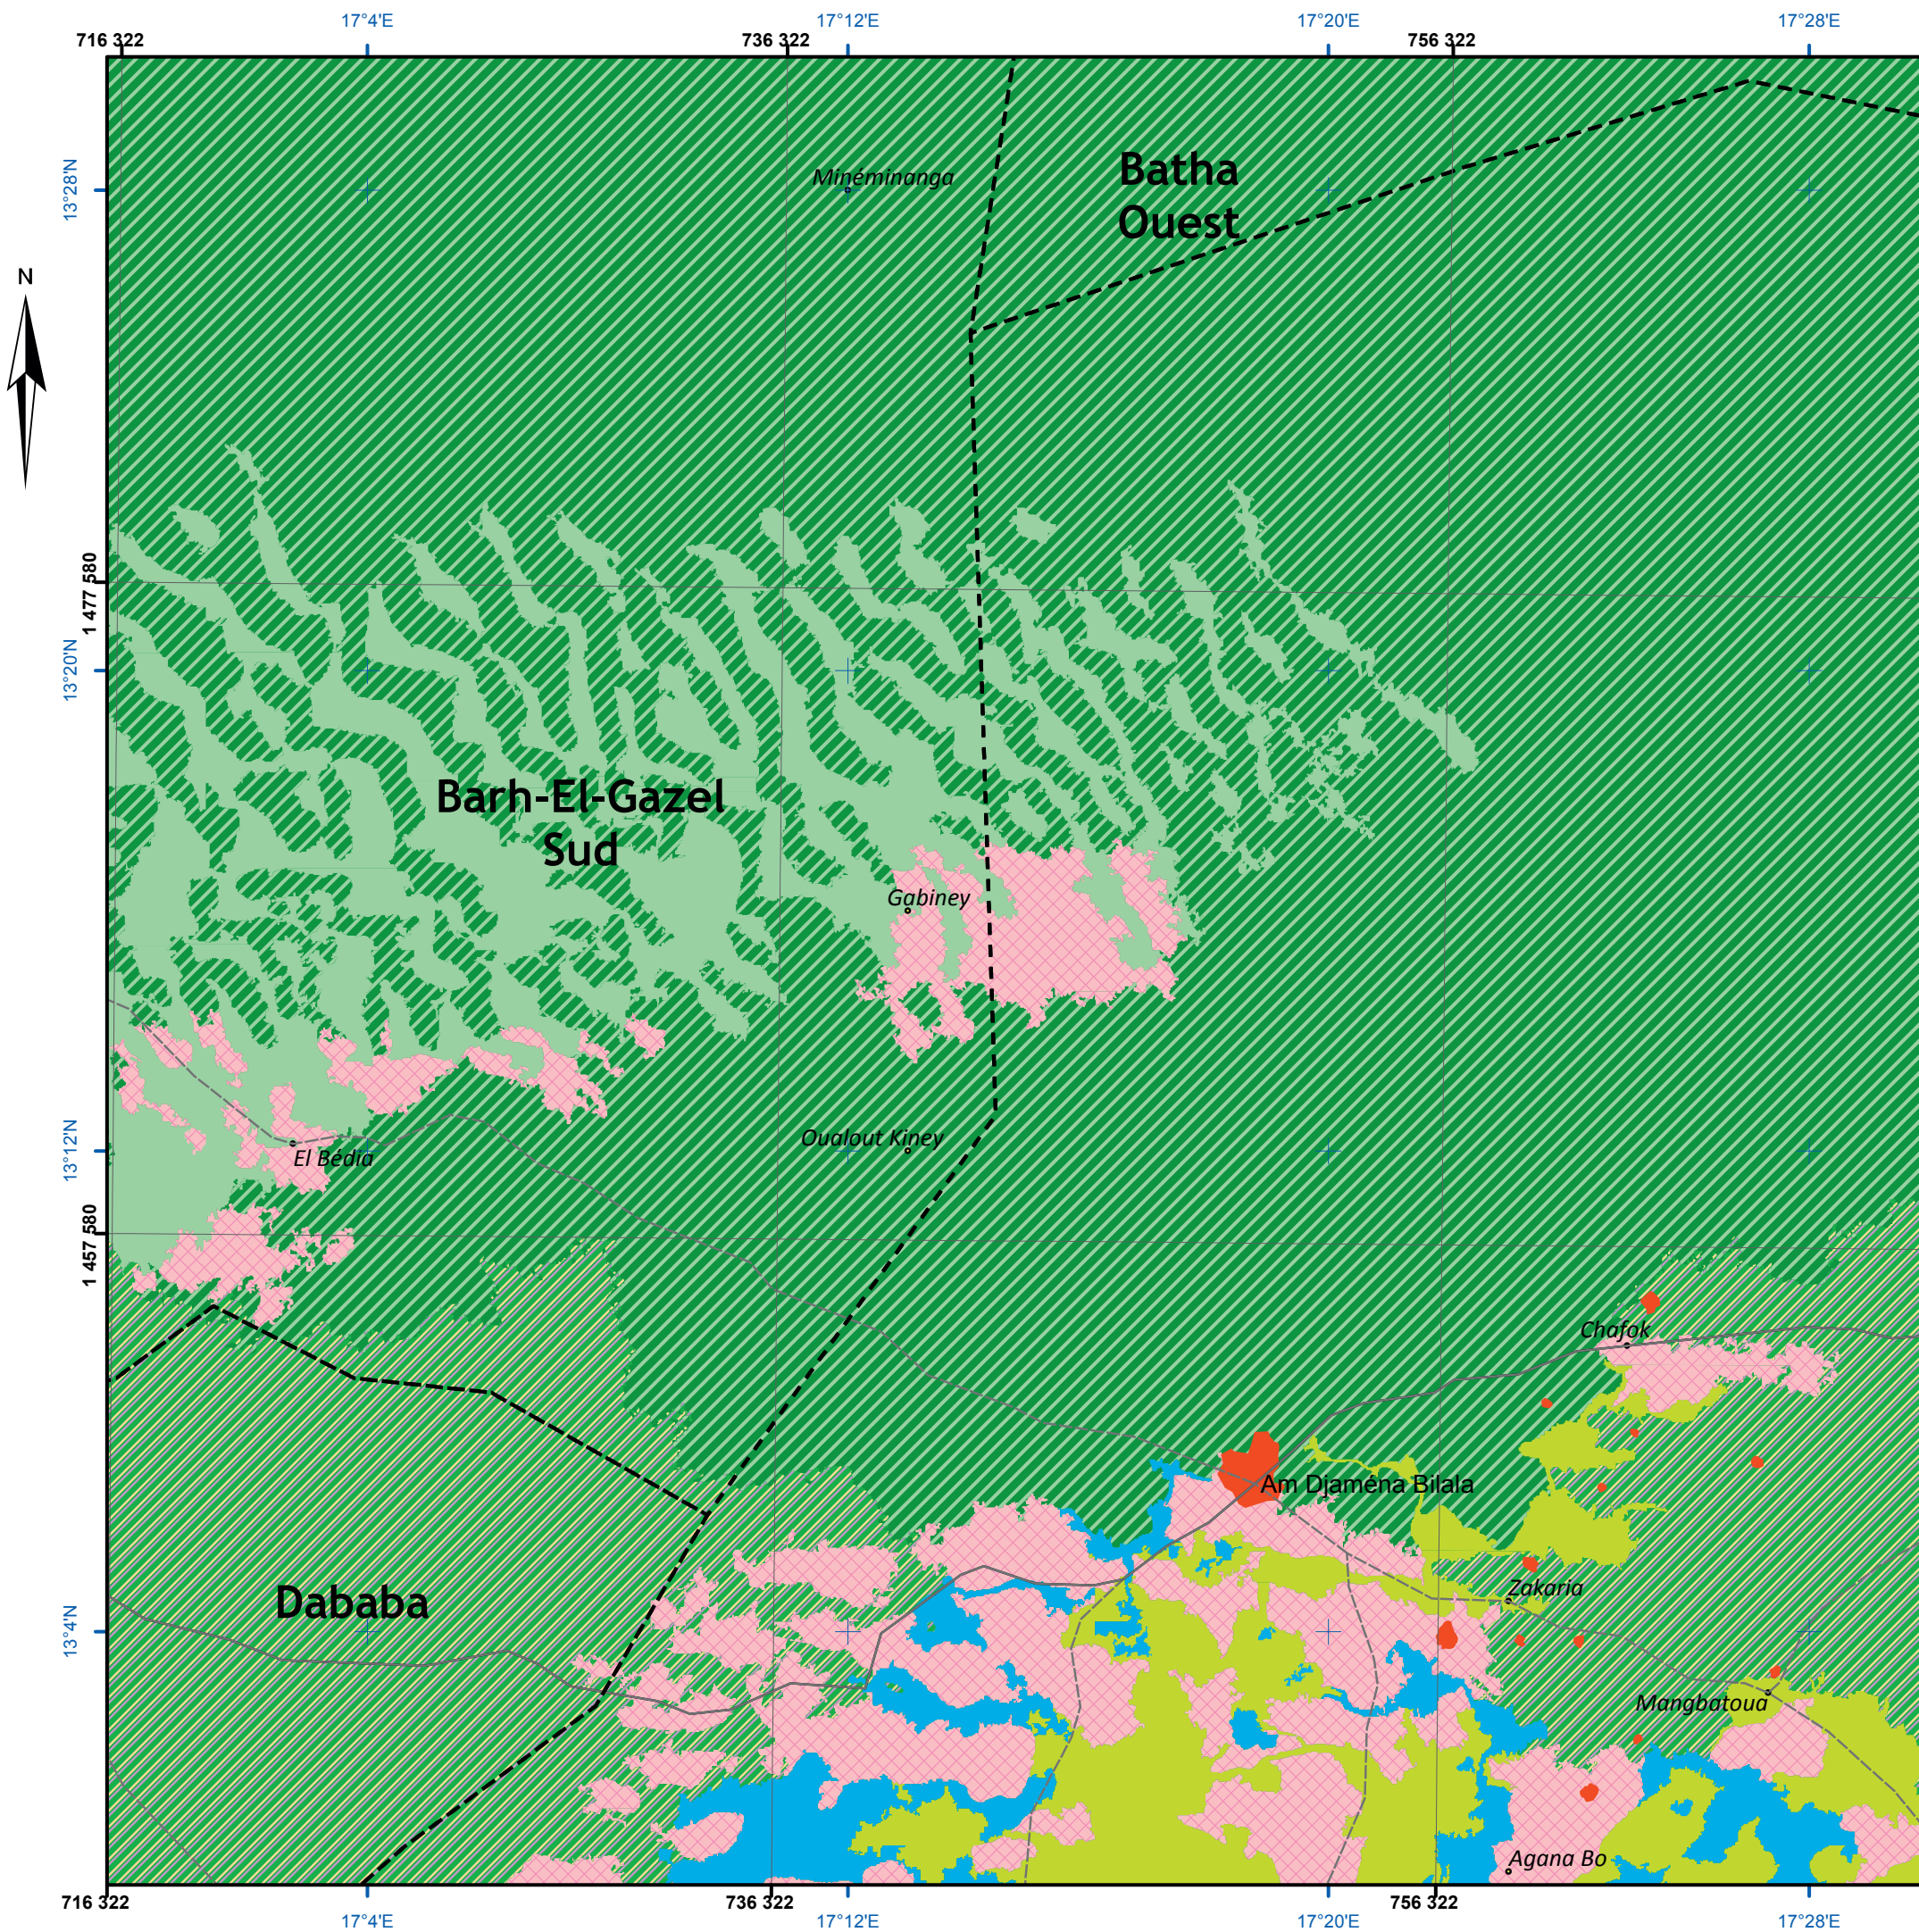 17°4'E
17°12'E
17°20'E
17°28'E
716 322
736 322
756 322
Batha
Ouest
Minéminanga
13°28'N
N
1 477 580
13°20'N
Barh-El-Gazel
Sud
Gabiney
13°12'N
Oualout Kiney
El Bédia
1 457 580
Chafok
Am Djaména Bilala
Zakaria
Dababa
13°4'N
Mangbatoua
Agana Bo
716 322
736 322
756 322
17°4'E
17°12'E
17°20'E
17°28'E